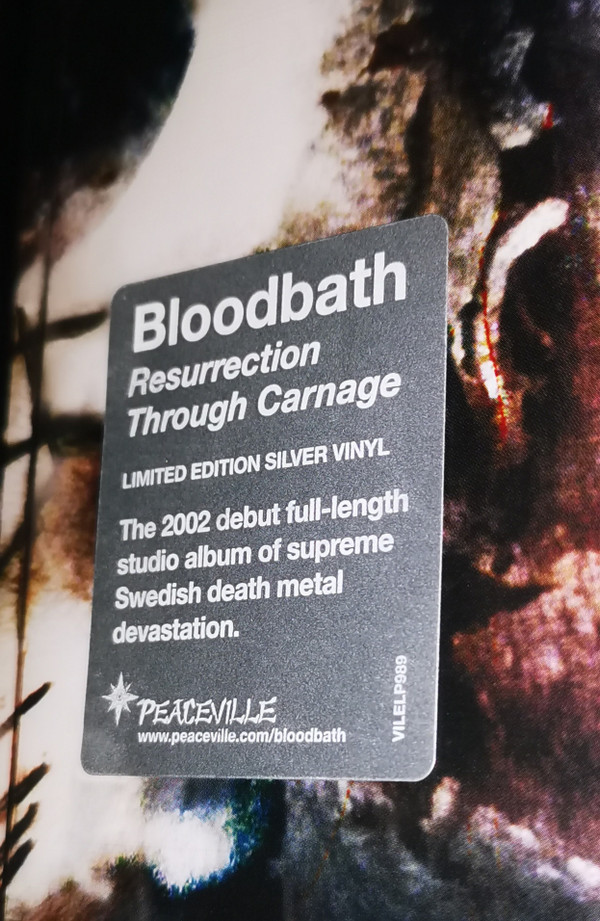 Bloodbath
Resurrection
Through Carnage
LIMITED EDITION SILVER VINYL
The 2002 debut full-length
studio album of supreme
Swedish death metal
devastation.
PEACEVILLE
www.peaceville.com/bloodbath
VILELP989